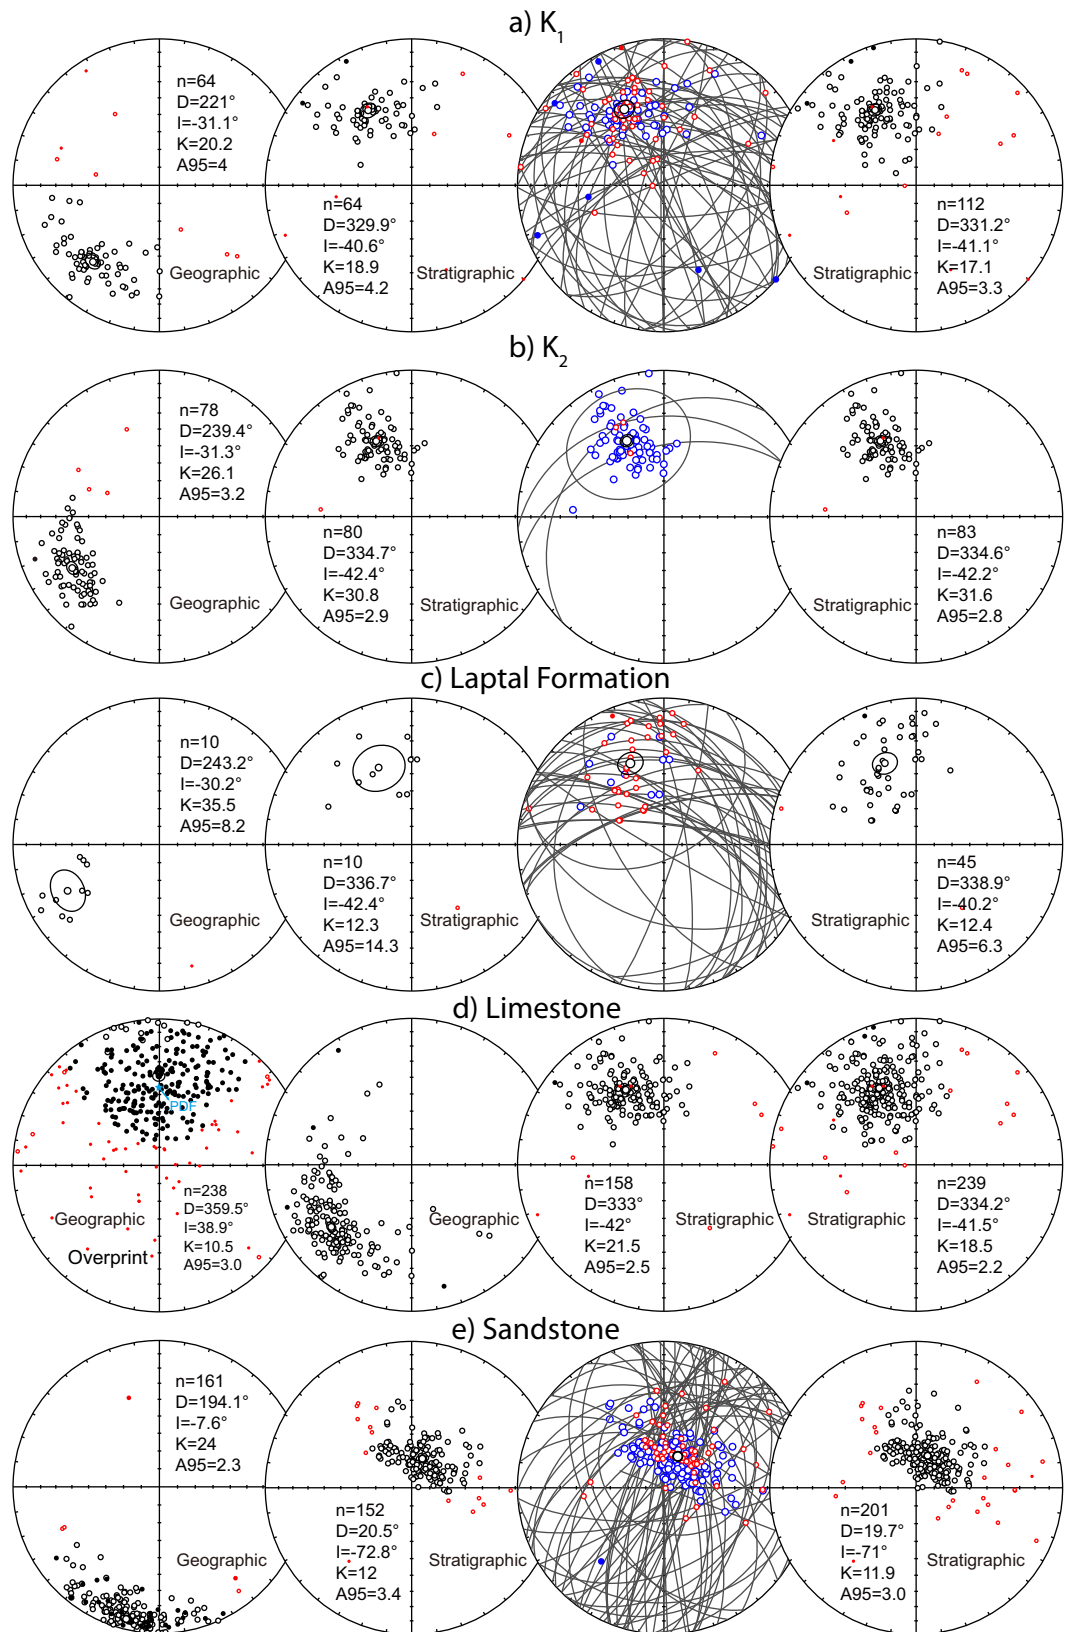 a) K1
n=64
D=221°
I=-31.1°
K=20.2
A95=4
Geographic
n=64
D=329.9°
I=-40.6°
K=18.9
A95=4.2
Stratigraphic
n=112
D=331.2°
I=-41.1°
K=17.1
A95=3.3
Stratigraphic
b) K2
n=78
D=239.4°
I=-31.3°
K=26.1
A95=3.2
Geographic
n=80
D=334.7°
I=-42.4°
K=30.8
A95=2.9
Stratigraphic
n=83
D=334.6°
I=-42.2°
K=31.6
A95=2.8
Stratigraphic
c) Laptal Formation
n=10
D=243.2°
I=-30.2°
K=35.5
A95=8.2
Geographic
n=10
D=336.7°
I=-42.4°
K=12.3
A95=14.3
Stratigraphic
n=45
D=338.9°
I=-40.2°
K=12.4
A95=6.3
Stratigraphic
d) Limestone
PDF
n=238
D=359.5°
I=38.9°
K=10.5
A95=3.0
Geographic
Overprint
Geographic
n=158
D=333°
I=-42°
K=21.5
A95=2.5
Stratigraphic
n=239
D=334.2°
I=-41.5°
K=18.5
A95=2.2
Stratigraphic
e) Sandstone
n=161
D=194.1°
I=-7.6°
K=24
A95=2.3
Geographic
n=152
D=20.5°
I=-72.8°
K=12
A95=3.4
Stratigraphic
n=201
D=19.7°
I=-71°
K=11.9
A95=3.0
Stratigraphic